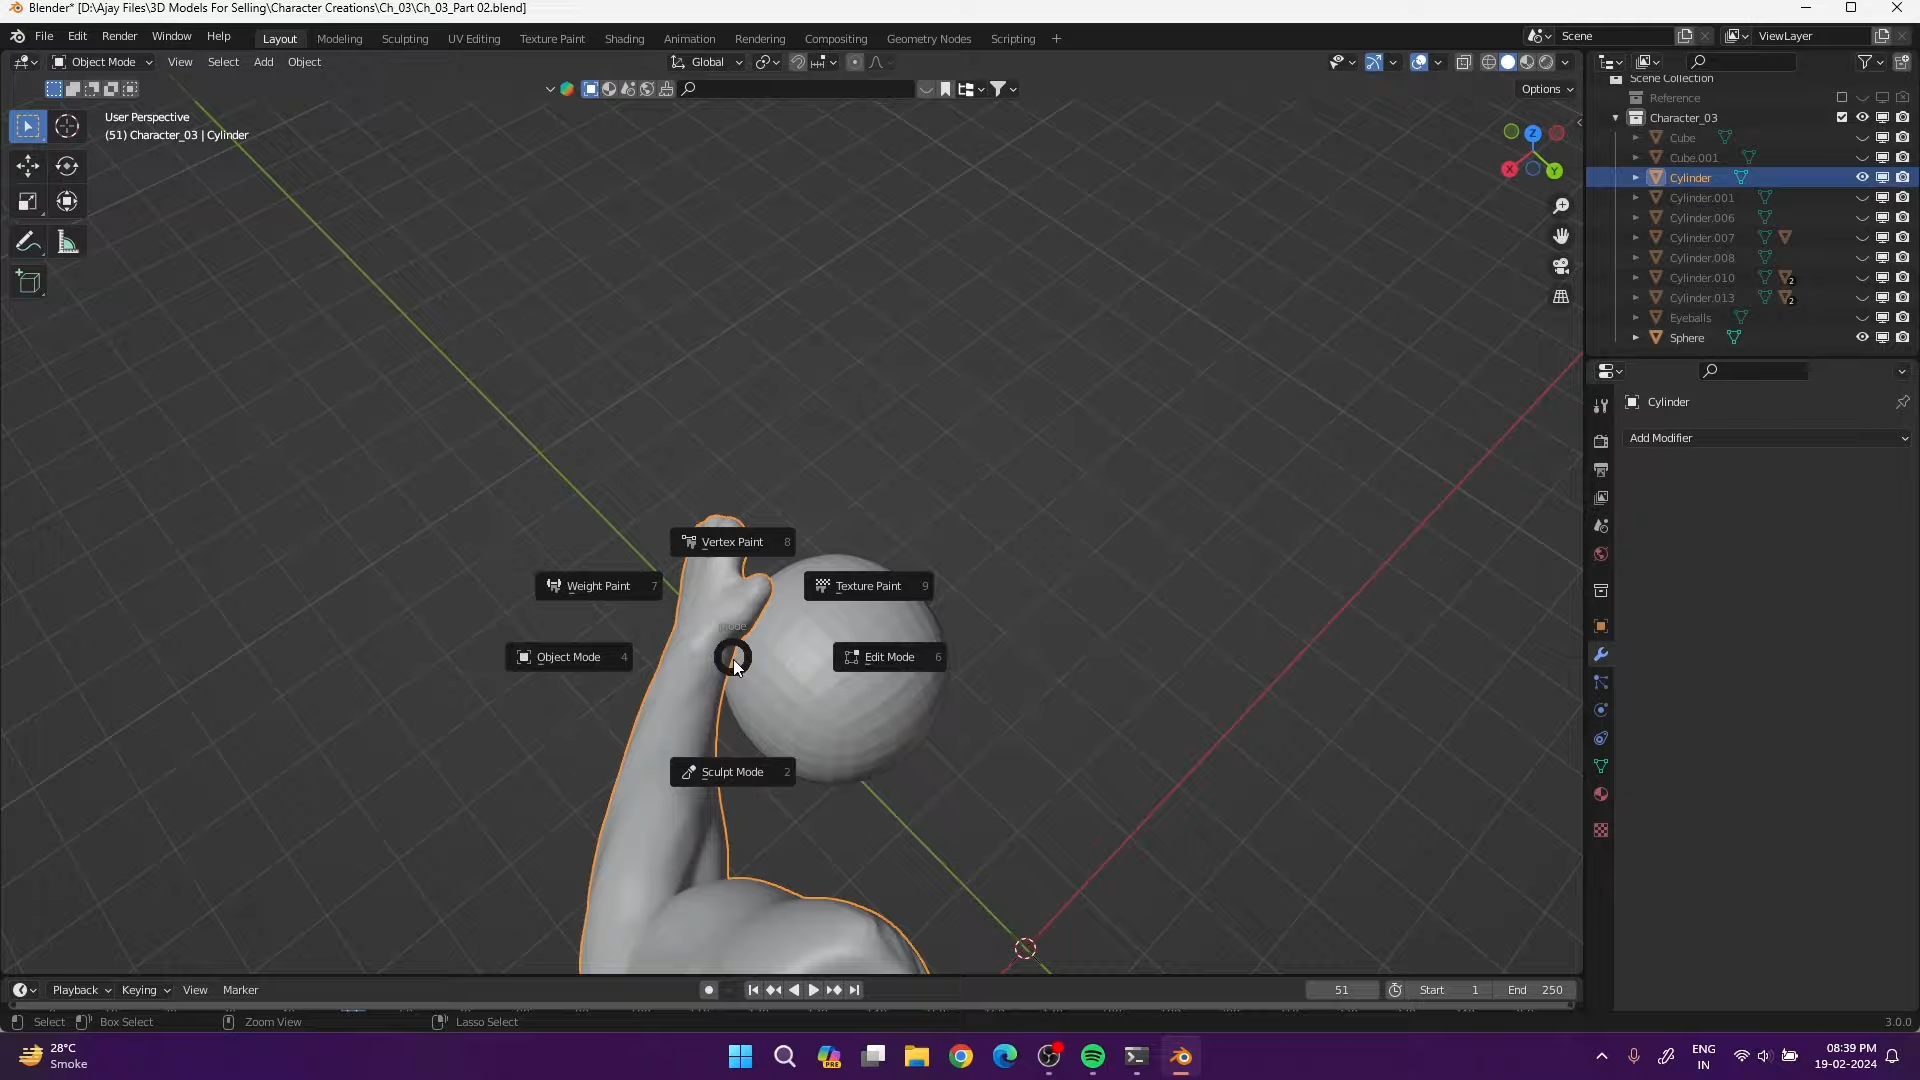 Blender* [D:\Ajay Files\3D Models For Selling\Character Creations\Ch_03\Ch_03_Part 02.blend]
File Edit Render Window Help
Layout Modeling Sculpting UV Editing Texture Paint Shading Animation Rendering Compositing Geometry Nodes Scripting +
Scene
ViewLayer
Object Mode View Select Add Object
Global
Options
User Perspective
(51) Character_03 | Cylinder
Z
X
Y
Scene Collection
Reference
Character_03
Cube
Cube.001
Cylinder
Cylinder.001
Cylinder.006
Cylinder.007
Cylinder.008
Cylinder.010 2
Cylinder.013 2
Eyeballs
Sphere
Cylinder
Add Modifier
Vertex Paint 8
Weight Paint 7
Texture Paint 9
Mode
Object Mode 4
Edit Mode 6
Sculpt Mode 2
Playback Keying View Marker
51
Start 1
End 250
Select Box Select Zoom View Lasso Select
3.0.0
28°C
Smoke
PRE
ENG
IN
08:39 PM
19-02-2024